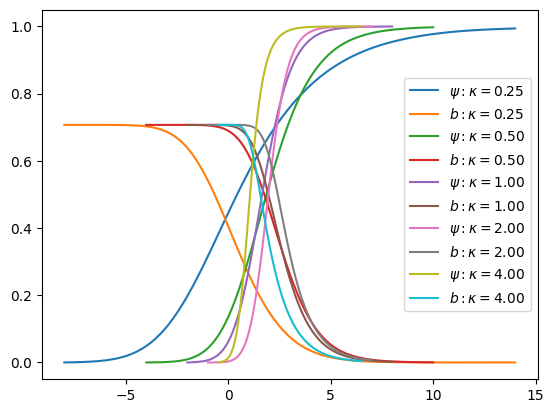 1.0
0.8
0.6
0.4
0.2
0.0
−5 0 5 10 15
ψ: κ = 0.25
b: κ = 0.25
ψ: κ = 0.50
b: κ = 0.50
ψ: κ = 1.00
b: κ = 1.00
ψ: κ = 2.00
b: κ = 2.00
ψ: κ = 4.00
b: κ = 4.00